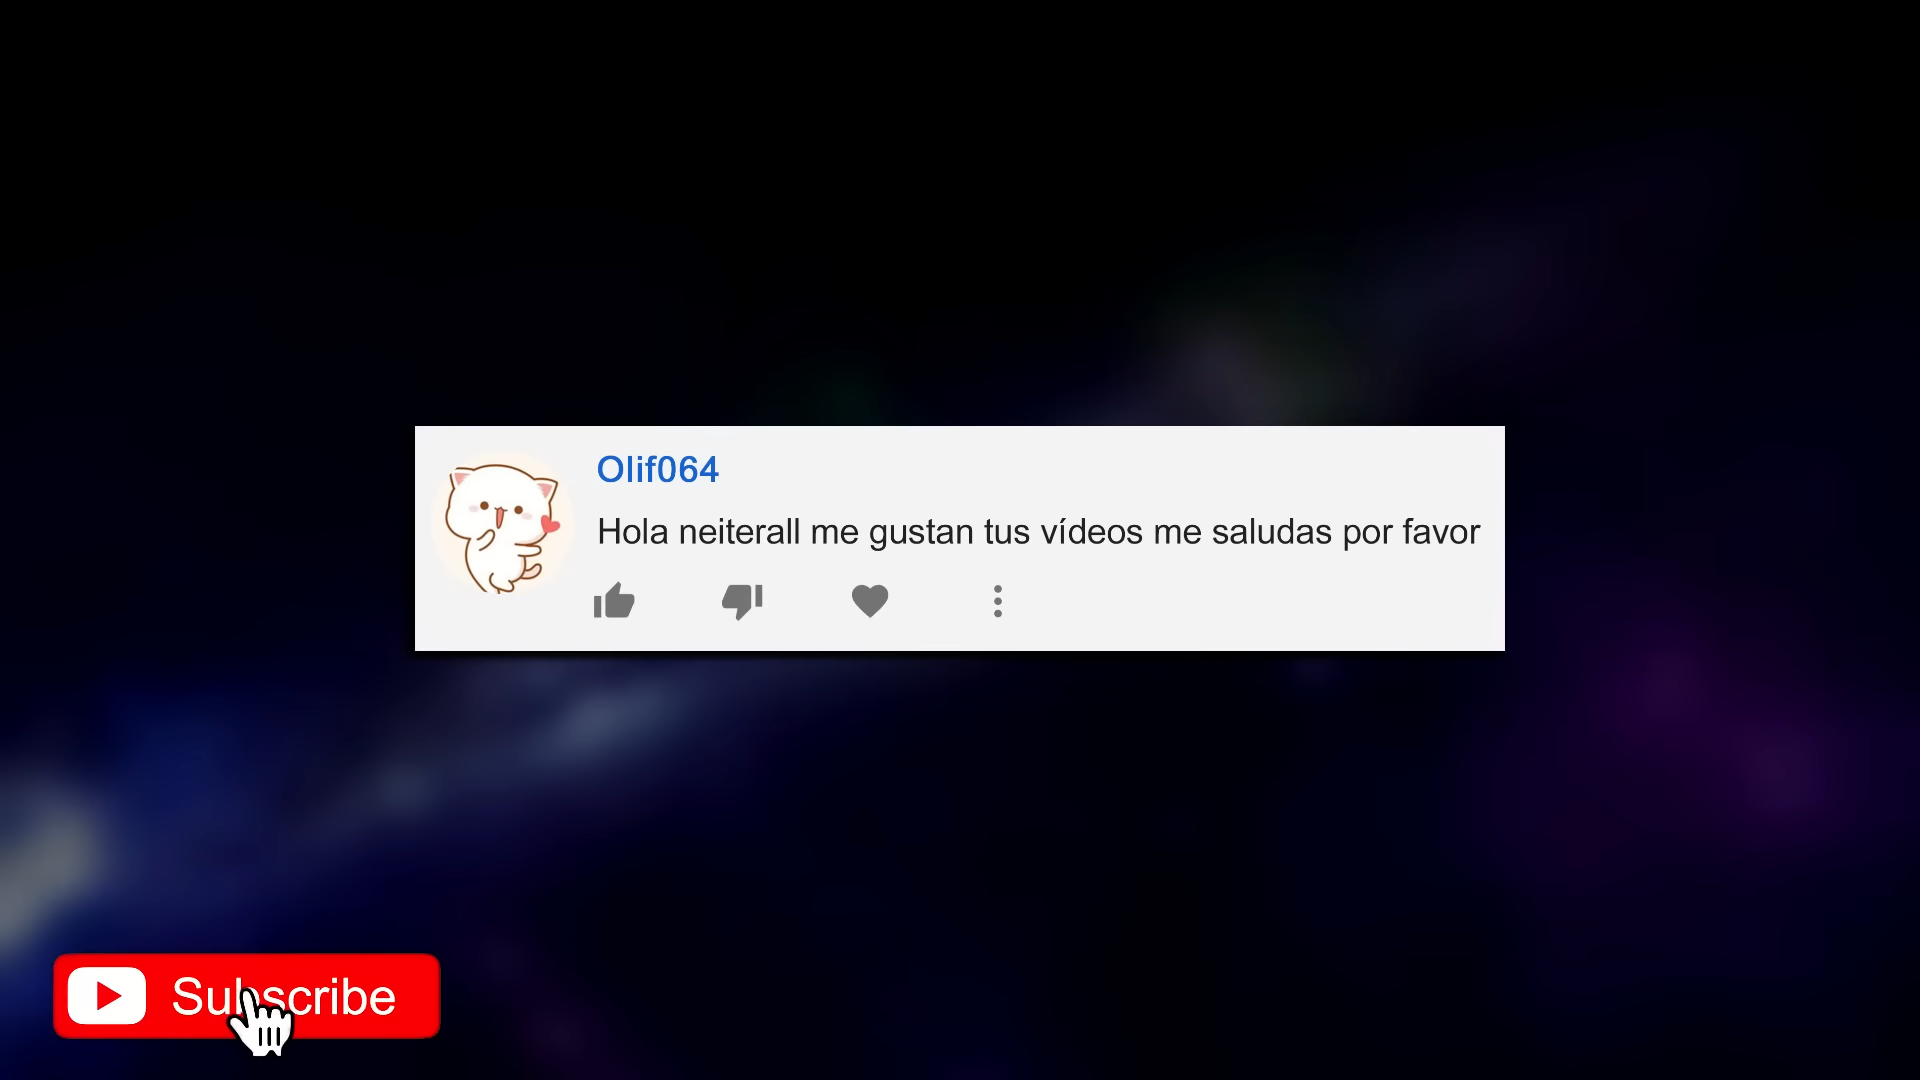 Olif064
Hola neiterall me gustan tus vídeos me saludas por favor
Subscribe